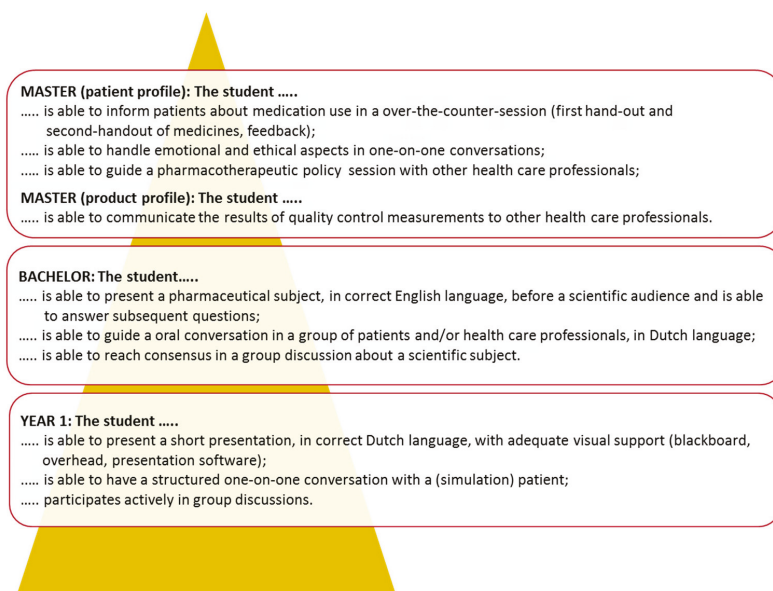 MASTER (patient profile): The student …..
….. is able to inform patients about medication use in a over-the-counter-session (first hand-out and
second-handout of medicines, feedback);
….. is able to handle emotional and ethical aspects in one-on-one conversations;
….. is able to guide a pharmacotherapeutic policy session with other health care professionals;
MASTER (product profile): The student …..
….. is able to communicate the results of quality control measurements to other health care professionals.
BACHELOR: The student…..
….. is able to present a pharmaceutical subject, in correct English language, before a scientific audience and is able
to answer subsequent questions;
….. is able to guide a oral conversation in a group of patients and/or health care professionals, in Dutch language;
….. is able to reach consensus in a group discussion about a scientific subject.
YEAR 1: The student …..
….. is able to present a short presentation, in correct Dutch language, with adequate visual support (blackboard,
overhead, presentation software);
….. is able to have a structured one-on-one conversation with a (simulation) patient;
….. participates actively in group discussions.